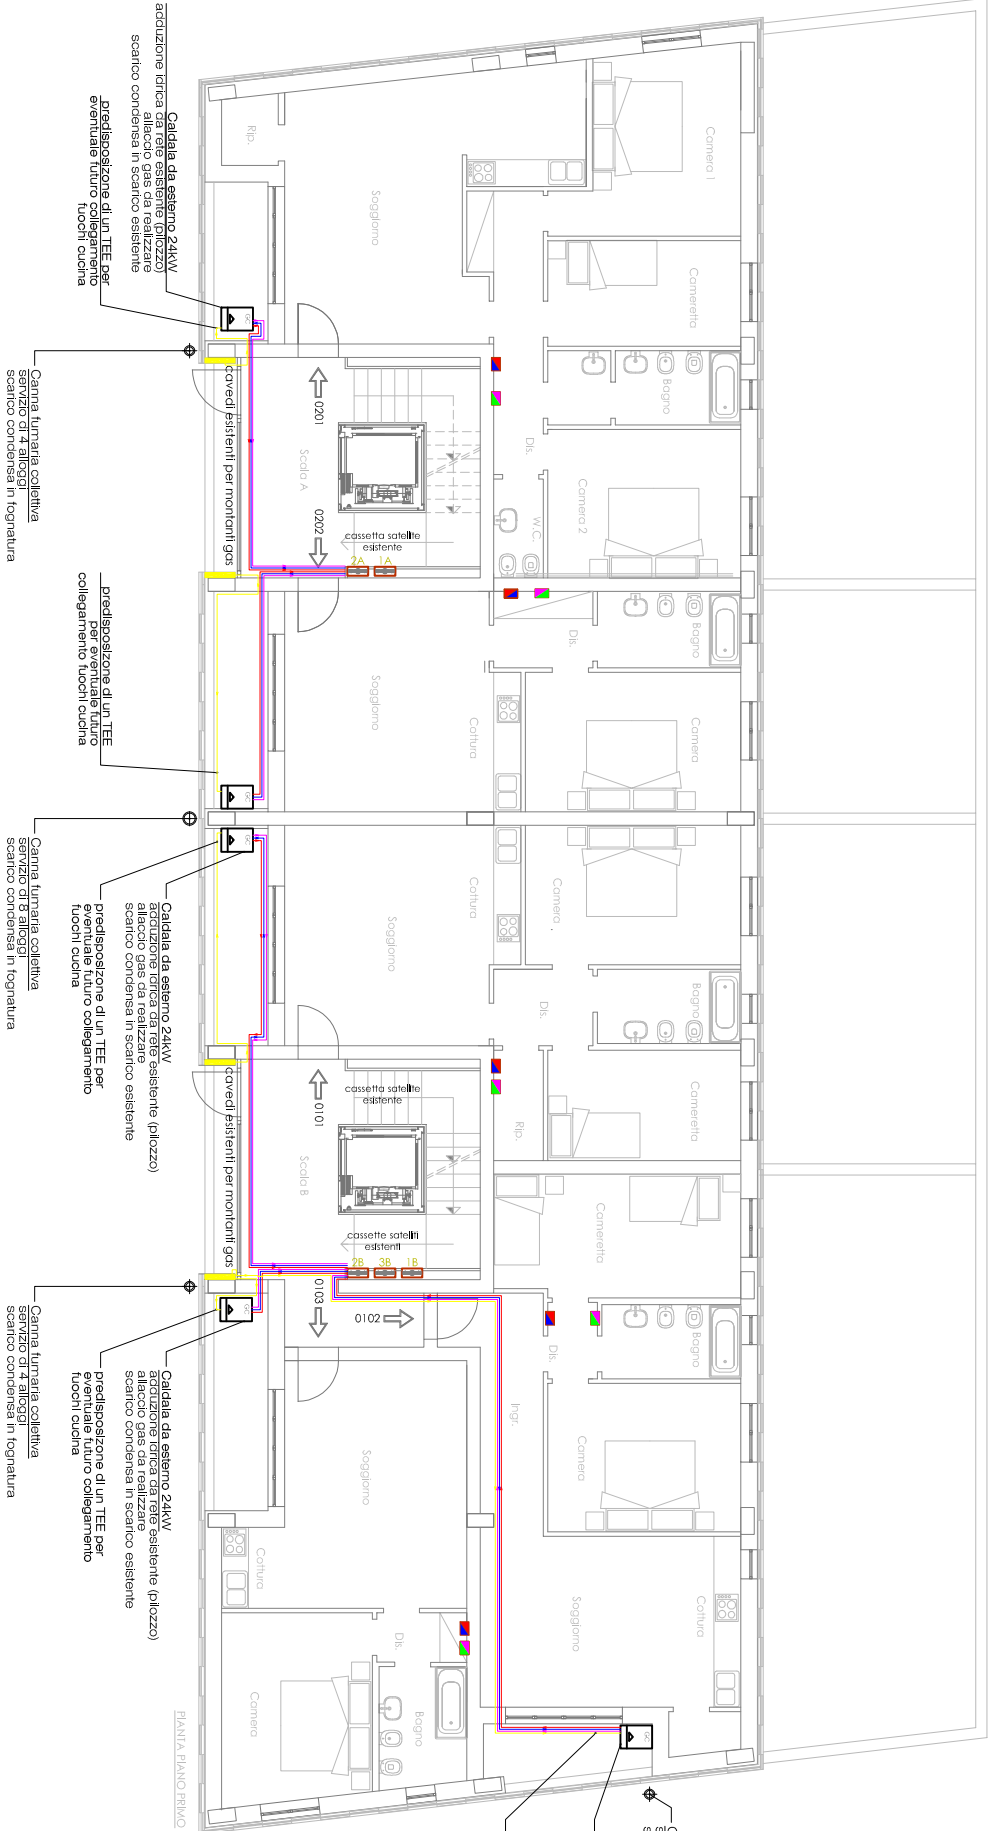 Caldaia da esterno 24kW
adduzione idrica da rete esistente (pilozzo)
allaccio gas da realizzare
scarico condensa in scarico esistente
predisposizone di un TEE per
eventuale futuro collegamento
fuochi cucina
Canna fumaria collettiva
servizio di 4 alloggi
scarico condensa in fognatura
predisposizone di un TEE
per eventuale futuro
collegamento fuochi cucina
Canna fumaria collettiva
servizio di 8 alloggi
scarico condensa in fognatura
Caldaia da esterno 24kW
adduzione idrica da rete esistente (pilozzo)
allaccio gas da realizzare
scarico condensa in scarico esistente
predisposizone di un TEE per
eventuale futuro collegamento
fuochi cucina
Canna fumaria collettiva
servizio di 4 alloggi
scarico condensa in fognatura
Caldaia da esterno 24kW
adduzione idrica da rete esistente (pilozzo)
allaccio gas da realizzare
scarico condensa in scarico esistente
predisposizone di un TEE per
eventuale futuro collegamento
fuochi cucina
Camera 1
Cameretta
Bagno
Camera 2
Bagno
Camera
Camera
Bagno
Cameretta
Cameretta
Bagno
Camera
Cottura
Soggiorno
Rip.
Soggiorno
Dis.
W.C.
Dis.
Soggiorno
Cottura
Cottura
Soggiorno
Dis.
Rip.
Dis.
Ingr.
Soggiorno
Cottura
Dis.
Bagno
Camera
Scala A
0201
0202
cassetta satellite
esistente
2A
1A
cavedi esistenti per montanti gas
Scala B
0101
0103
0102
cassetta satellite
esistente
cassette satelliti
esistenti
2B
3B
1B
cavedi esistenti per montanti gas
GC
GC
GC
GC
GC
PIANTA PIANO PRIMO